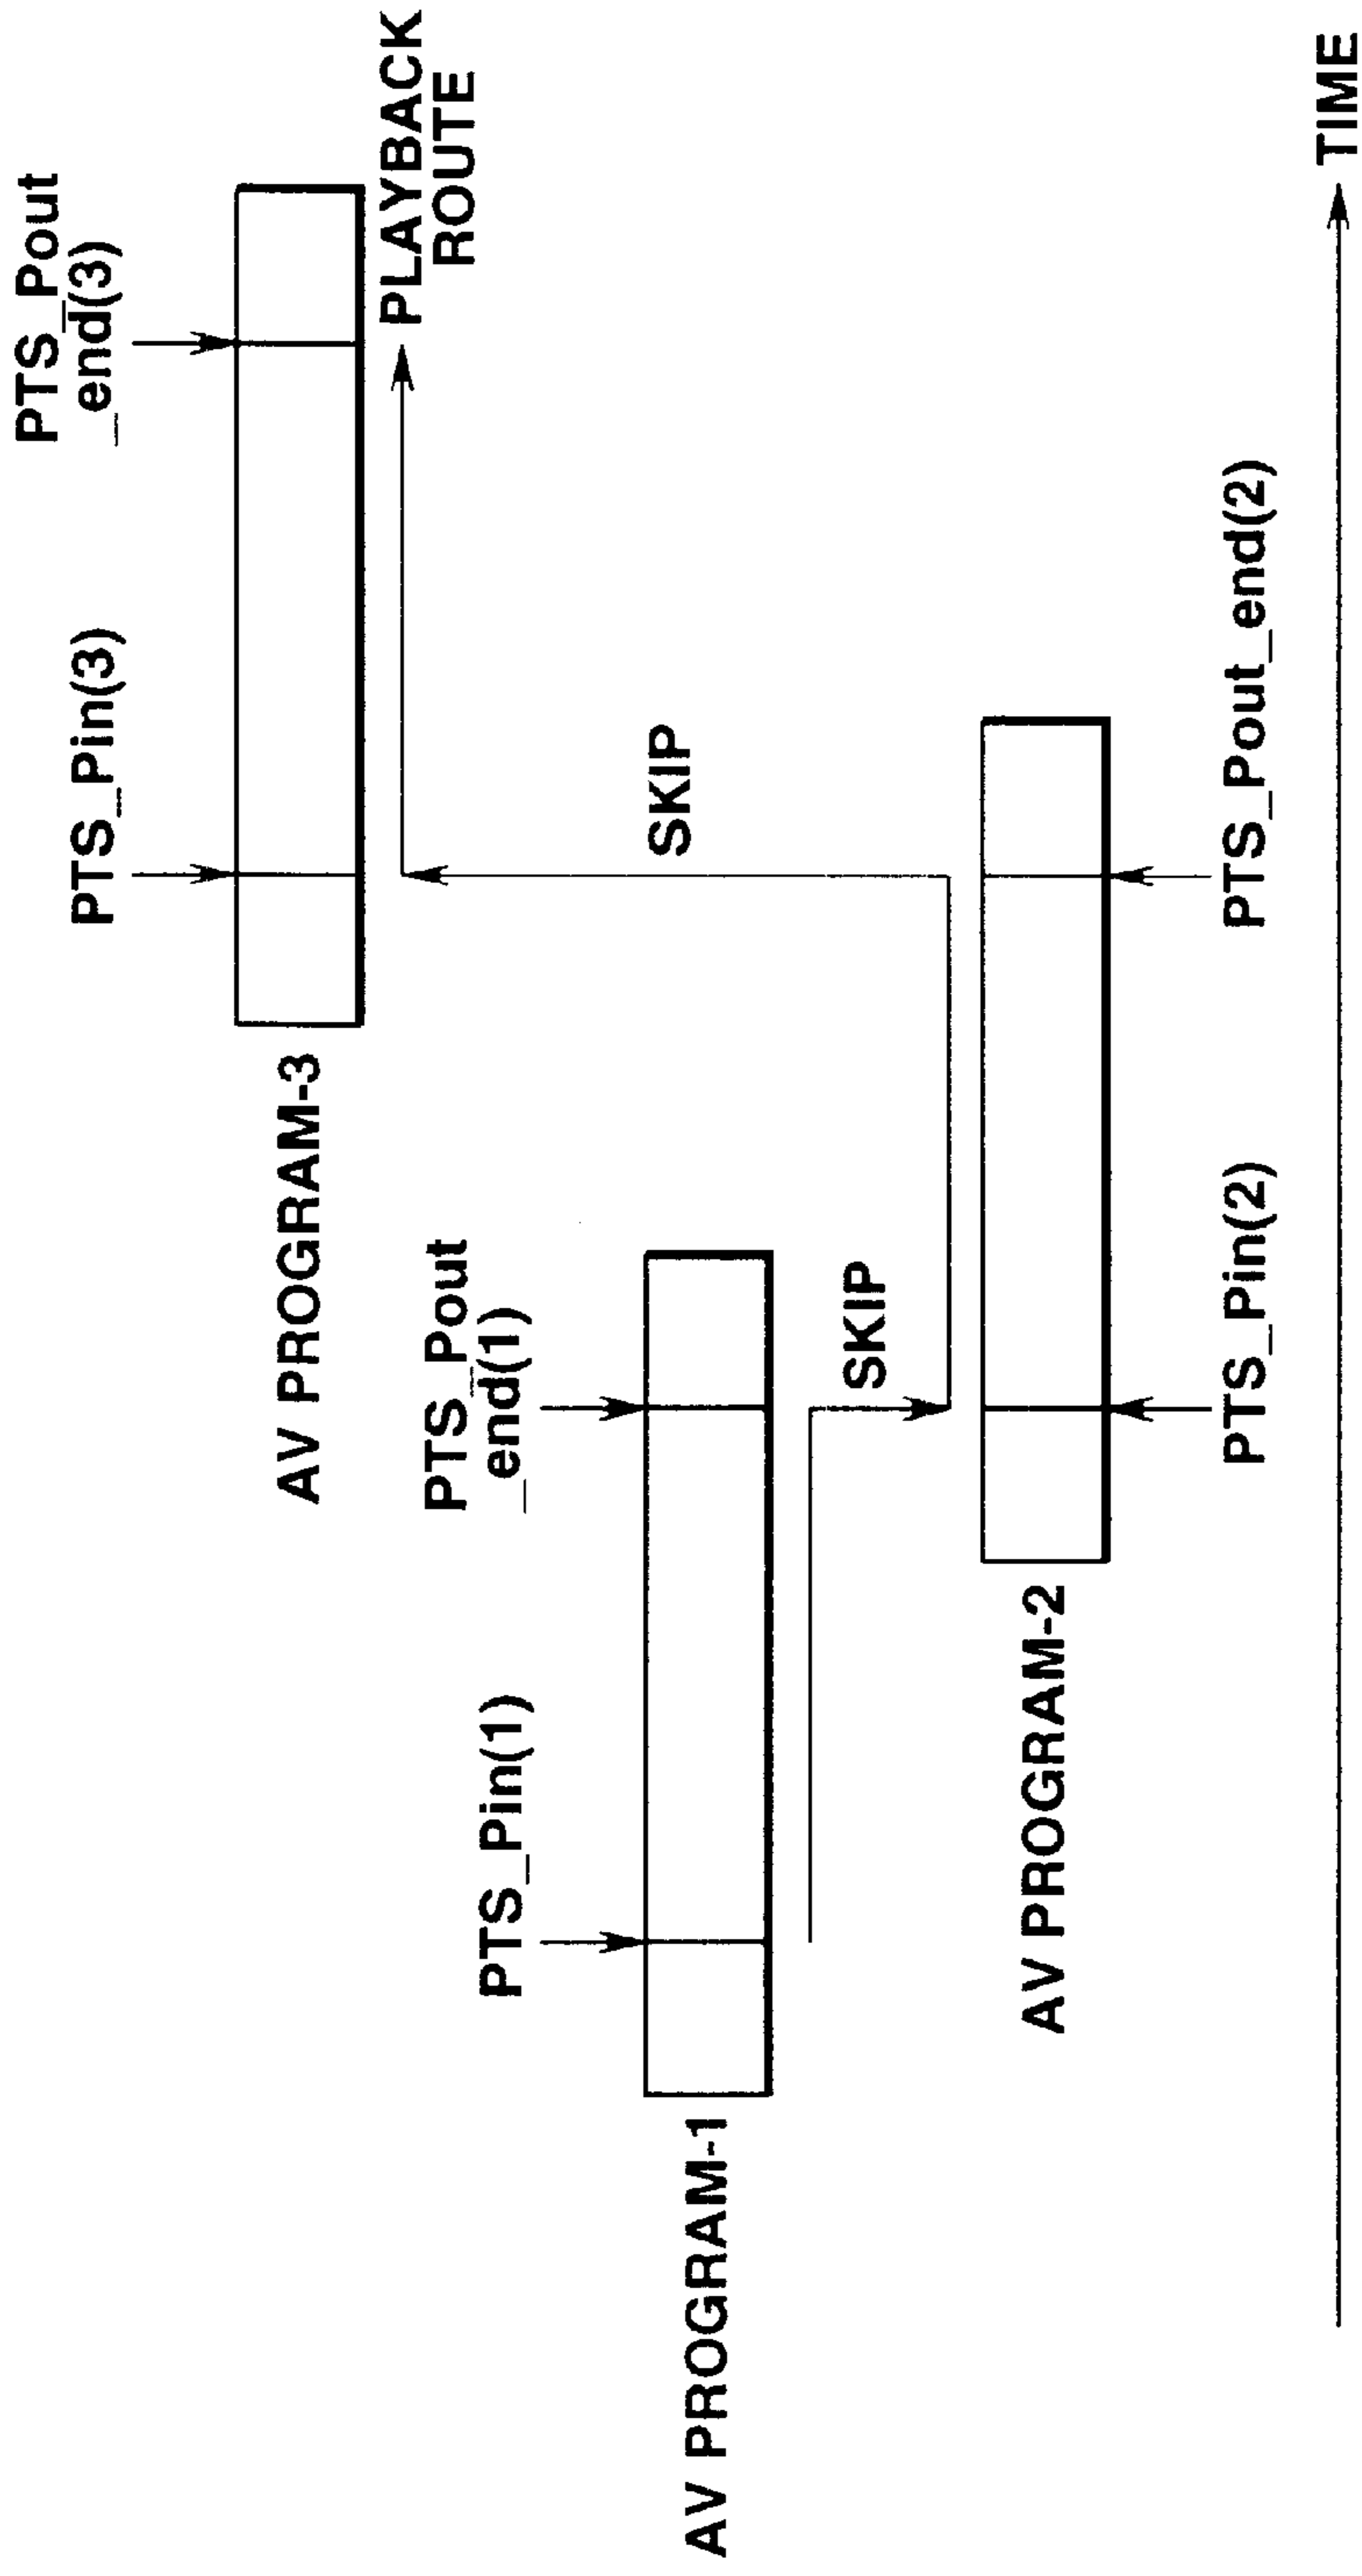 PTS_Pout
_end(3)
PTS_Pin(3)
PLAYBACK
ROUTE
AV PROGRAM-3
SKIP
PTS_Pout
_end(1)
PTS_Pin(1)
AV PROGRAM-1
SKIP
AV PROGRAM-2
PTS_Pin(2)
PTS_Pout_end(2)
TIME